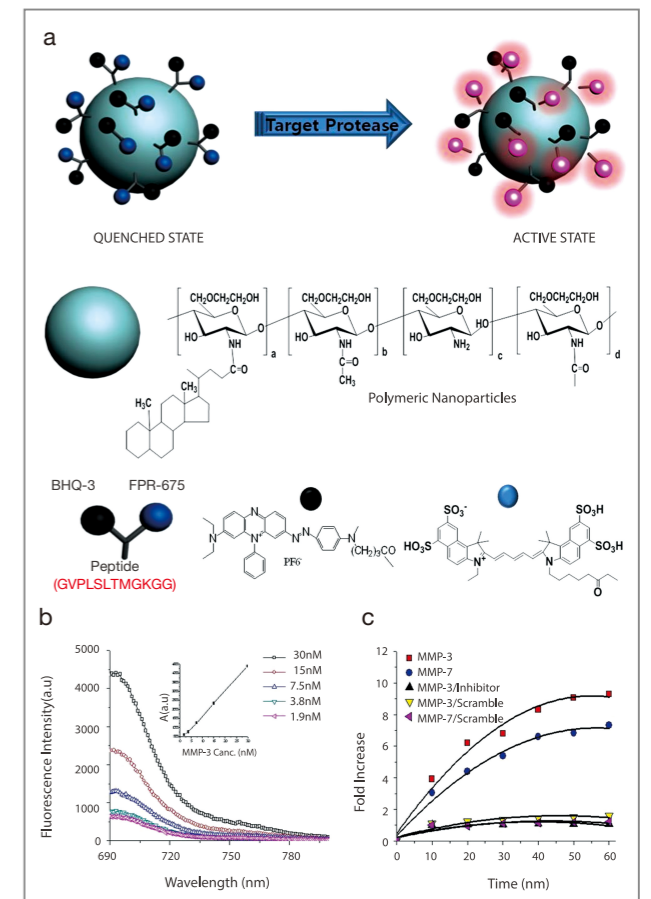 a
Target Protease
QUENCHED STATE
ACTIVE STATE
CH₂OCH₂CH₂OH
CH₂OCH₂CH₂OH
CH₂OCH₂CH₂OH
CH₂OCH₂CH₂OH
O
O
O
O
HO
HO
HO
HO
O
O
HO
O
NH
NH
NH₂
NH
a
b
c
d
C=O
C=O
C=O
CH₃
CH₃
H₃C
Polymeric Nanoparticles
BHQ-3 FPR-675
Peptide
(GVPLSLTMGKGG)
N
N
N⁺
N
N
N
(CH₂)₃CO
PF6⁻
SO₃⁻
SO₃H
HO₃S
SO₃H
N⁺
N
O
b
5000
4000
3000
2000
1000
0
Fluorescence Intensity(a.u)
690 720 750 780
Wavelength (nm)
A(a.u)
MMP-3 Canc. (nM)
30nM
15nM
7.5nM
3.8nM
1.9nM
c
12
10
8
6
4
2
0
Fold Increase
0 10 20 30 40 50 60
Time (nm)
MMP-3
MMP-7
MMP-3/Inhibitor
MMP-3/Scramble
MMP-7/Scramble